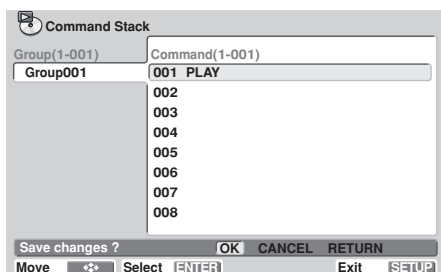 Command Stack
Group(1-001) Command(1-001)
Group001 001 PLAY
002
003
004
005
006
007
008
Save changes ? OK CANCEL RETURN
Move Select ENTER Exit SETUP